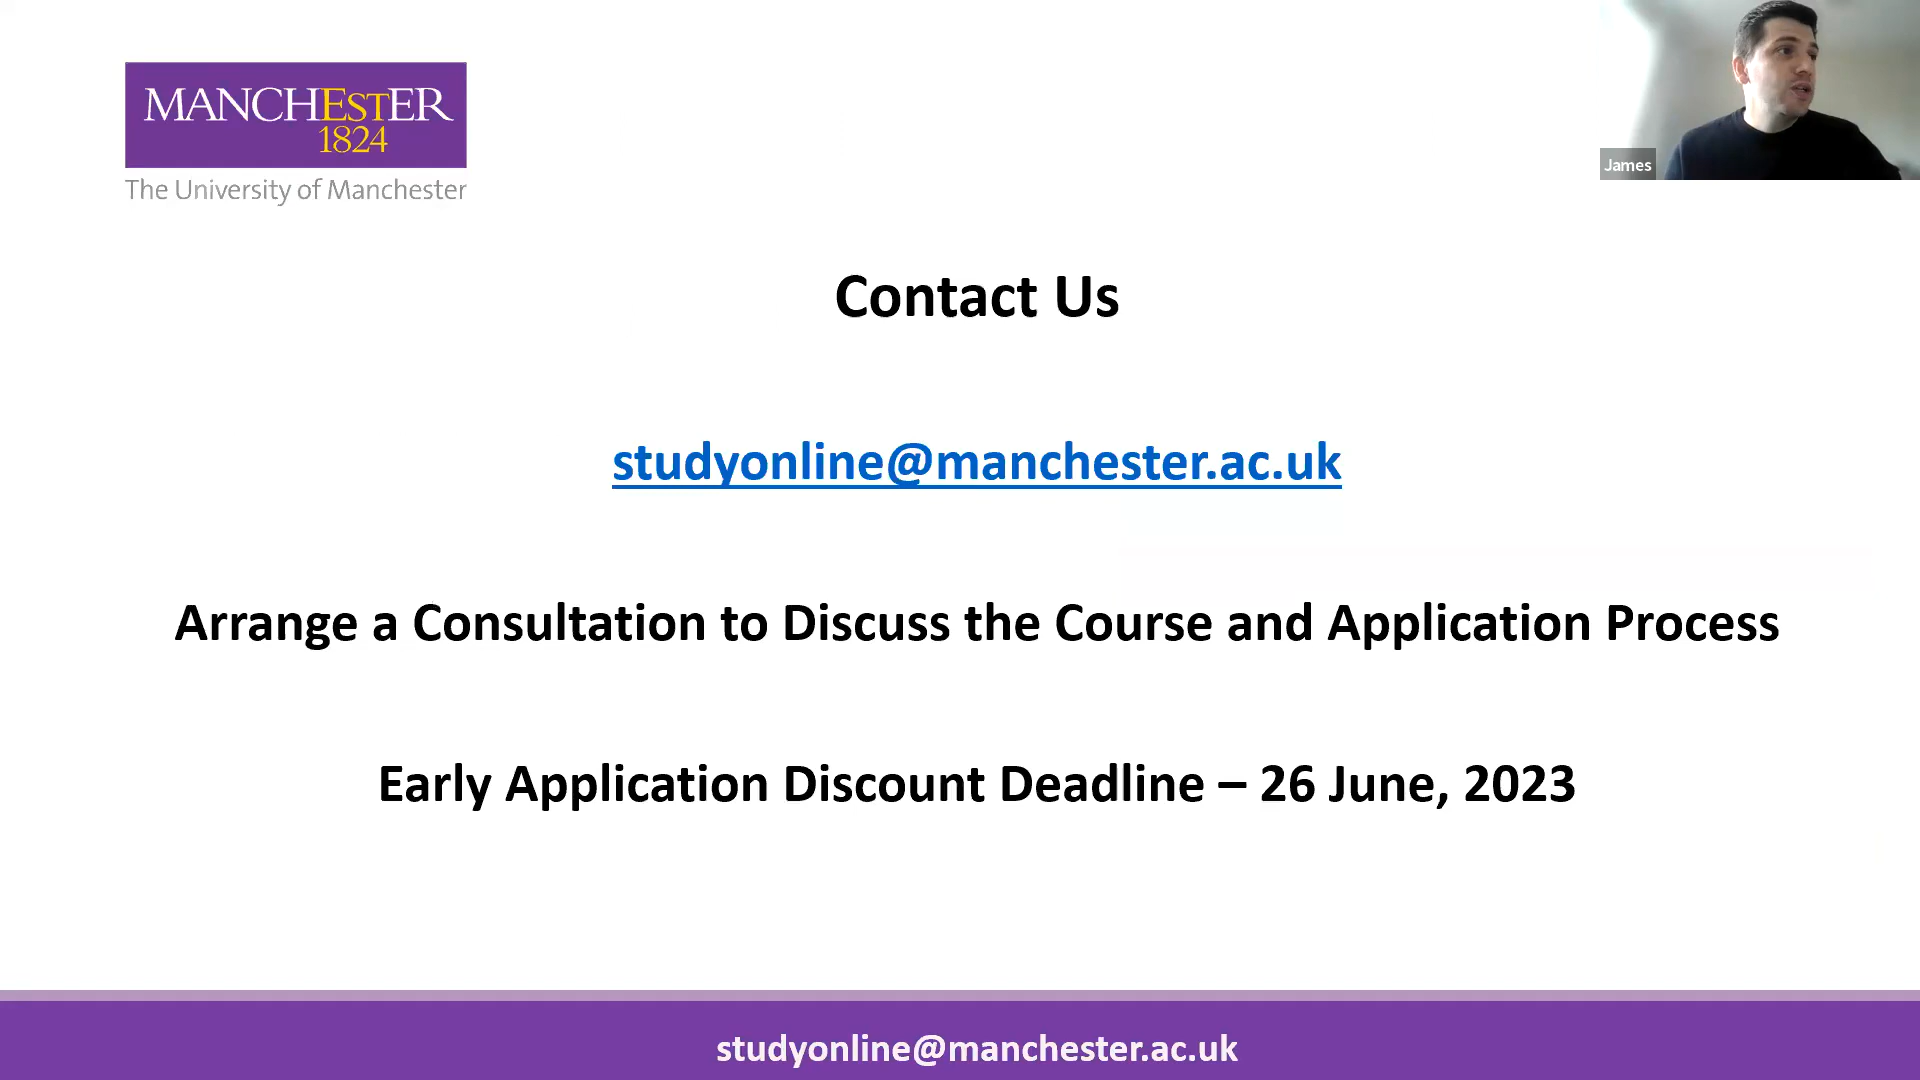 MANCHEstER
1824
The University of Manchester
James
Contact Us
studyonline@manchester.ac.uk
Arrange a Consultation to Discuss the Course and Application Process
Early Application Discount Deadline – 26 June, 2023
studyonline@manchester.ac.uk